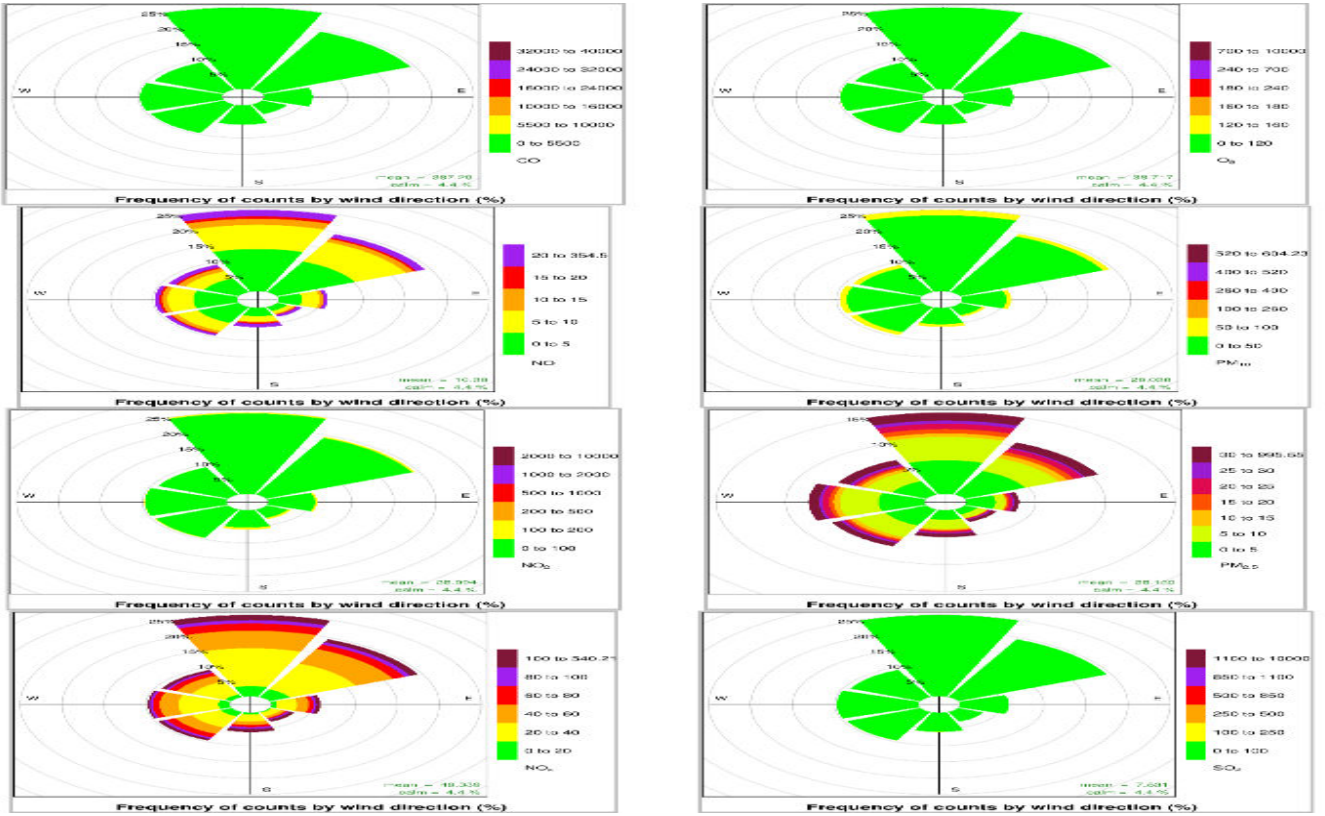 25%
20%
15%
10%
5%
W
E
S
32000 to 40000
24000 to 32000
16000 to 24000
10000 to 16000
5500 to 10000
0 to 5500
CO
calm = 4.4 %
Frequency of counts by wind direction (%)
25%
20%
15%
10%
5%
W
E
S
700 to 10000
240 to 700
180 to 240
160 to 180
120 to 160
0 to 120
O₃
calm = 4.4 %
Frequency of counts by wind direction (%)
25%
20%
15%
10%
5%
W
E
S
20 to 354.5
15 to 20
10 to 15
5 to 10
0 to 5
NO
calm = 4.4 %
Frequency of counts by wind direction (%)
25%
20%
15%
10%
5%
W
E
S
520 to 604.23
400 to 520
260 to 400
100 to 260
50 to 100
0 to 50
PM₁₀
calm = 4.4 %
Frequency of counts by wind direction (%)
25%
20%
15%
10%
5%
W
E
S
2000 to 10000
1000 to 2000
500 to 1000
200 to 500
100 to 200
0 to 100
NO₂
calm = 4.4 %
Frequency of counts by wind direction (%)
15%
10%
5%
W
E
S
30 to 995.65
25 to 30
20 to 25
15 to 20
10 to 15
5 to 10
0 to 5
PM₂.₅
calm = 4.4 %
Frequency of counts by wind direction (%)
25%
20%
15%
10%
5%
W
E
S
100 to 540.21
80 to 100
60 to 80
40 to 60
20 to 40
0 to 20
NOₓ
calm = 4.4 %
Frequency of counts by wind direction (%)
25%
20%
15%
10%
5%
W
E
S
1100 to 10000
850 to 1100
500 to 850
250 to 500
100 to 250
0 to 100
SO₂
calm = 4.4 %
Frequency of counts by wind direction (%)